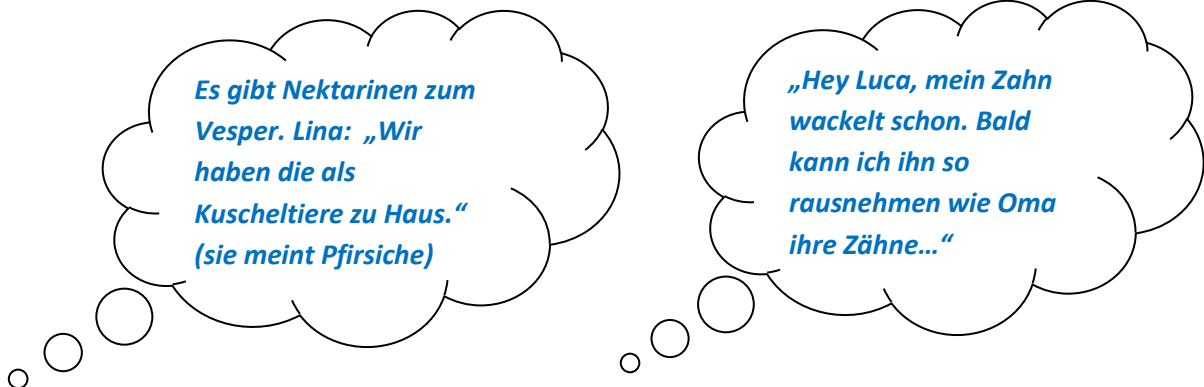 Es gibt Nektarinen zum
Vesper. Lina: „Wir
haben die als
Kuscheltiere zu Haus.“
(sie meint Pfirsiche)
„Hey Luca, mein Zahn
wackelt schon. Bald
kann ich ihn so
rausnehmen wie Oma
ihre Zähne…“